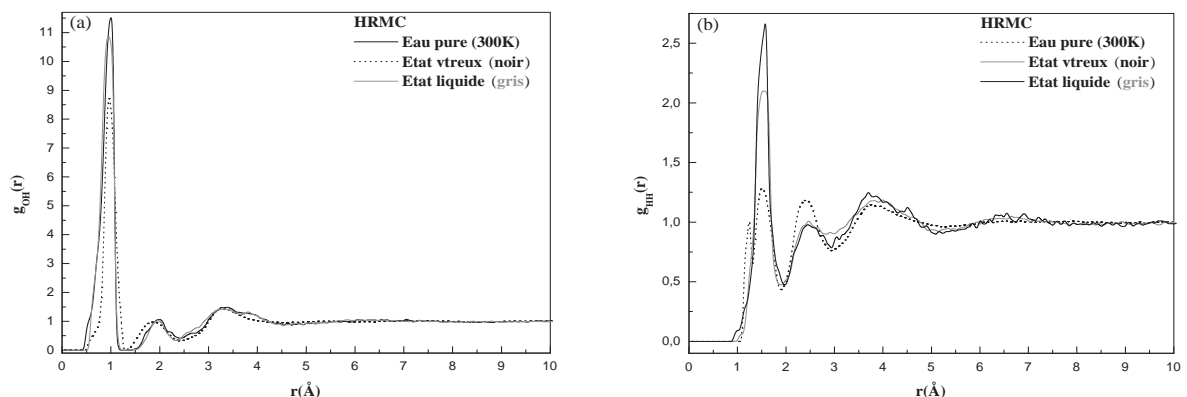 (a)
HRMC
Eau pure (300K)
Etat vtreux (noir)
Etat liquide (gris)
11
10
9
8
7
6
5
4
3
2
1
0
g_OH(r)
0 1 2 3 4 5 6 7 8 9 10
r(Å)
(b)
HRMC
Eau pure (300K)
Etat vtreux (noir)
Etat liquide (gris)
2,5
2,0
1,5
1,0
0,5
0,0
g_HH(r)
0 1 2 3 4 5 6 7 8 9 10
r(Å)